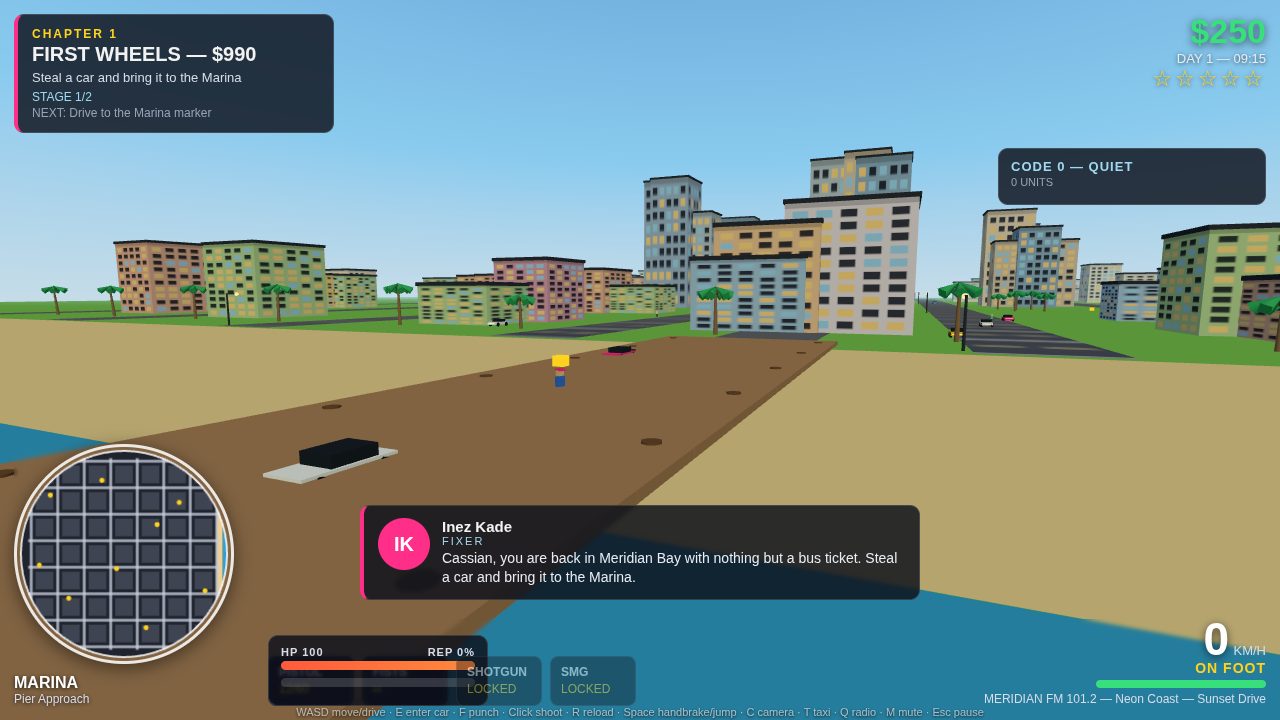 CHAPTER 1
FIRST WHEELS — $990
Steal a car and bring it to the Marina
STAGE 1/2
NEXT: Drive to the Marina marker
$250
DAY 1 — 09:15
☆☆☆☆☆
CODE 0 — QUIET
0 UNITS
IK
Inez Kade
FIXER
Cassian, you are back in Meridian Bay with nothing but a bus ticket. Steal
a car and bring it to the Marina.
HP 100 REP 0%
SHOTGUN
LOCKED
SMG
LOCKED
MARINA
Pier Approach
0 KM/H
ON FOOT
MERIDIAN FM 101.2 — Neon Coast — Sunset Drive
WASD move/drive · E enter car · F punch · Click shoot · R reload · Space handbrake/jump · C camera · T taxi · Q radio · M mute · Esc pause